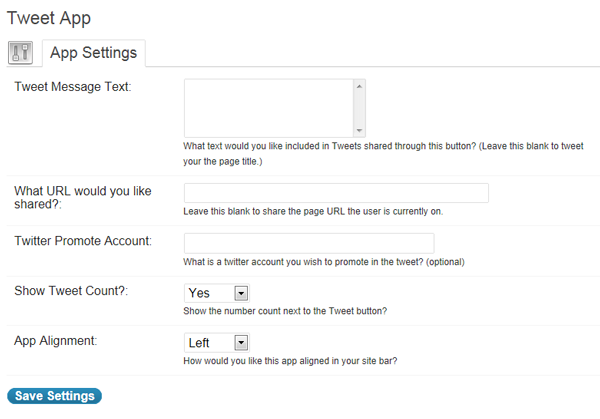 Tweet App
App Settings
Tweet Message Text:
What text would you like included in Tweets shared through this button? (Leave this blank to tweet
your the page title.)
What URL would you like
shared?:
Leave this blank to share the page URL the user is currently on.
Twitter Promote Account:
What is a twitter account you wish to promote in the tweet? (optional)
Show Tweet Count?:
Yes
Show the number count next to the Tweet button?
App Alignment:
Left
How would you like this app aligned in your site bar?
Save Settings